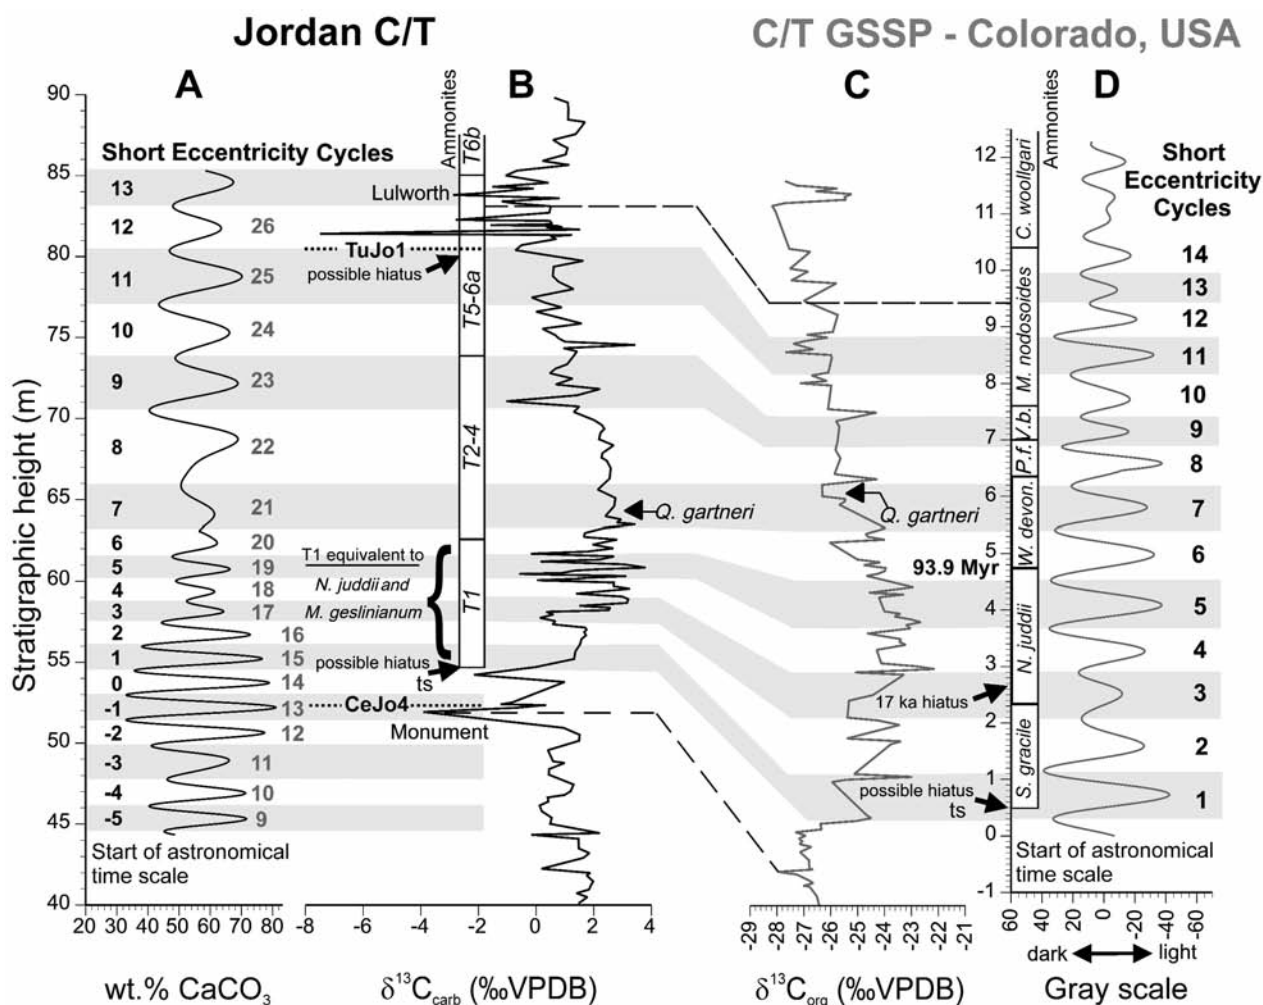 Jordan C/T
C/T GSSP - Colorado, USA
A
B
C
D
Stratigraphic height (m)
90
85
80
75
70
65
60
55
50
45
40
Short Eccentricity Cycles
13
12
11
10
9
8
7
6
5
4
3
2
1
0
-1
-2
-3
-4
-5
26
25
24
23
22
21
20
19
18
17
16
15
14
13
12
11
10
9
Start of astronomical
time scale
20 30 40 50 60 70 80
wt.% CaCO3
Ammonites
T6b
T5-6a
T2-4
T1
Lulworth
TuJo1
possible hiatus
Q. gartneri
T1 equivalent to
N. juddii and
M. geslinianum
possible hiatus
ts
CeJo4
Monument
-8 -6 -4 -2 0 2 4
δ13Ccarb (‰VPDB)
Q. gartneri
93.9 Myr
17 ka hiatus
possible hiatus
ts
-29 -28 -27 -26 -25 -24 -23 -22 -21
δ13Corg (‰VPDB)
12
11
10
9
8
7
6
5
4
3
2
1
0
-1
Ammonites
C. woollgari
M. nodosoides
V.b.
P.f.
W. devon.
N. juddii
S. gracile
Short
Eccentricity
Cycles
14
13
12
11
10
9
8
7
6
5
4
3
2
1
Start of astronomical
time scale
60 40 20 0 -20 -40 -60
dark light
Gray scale